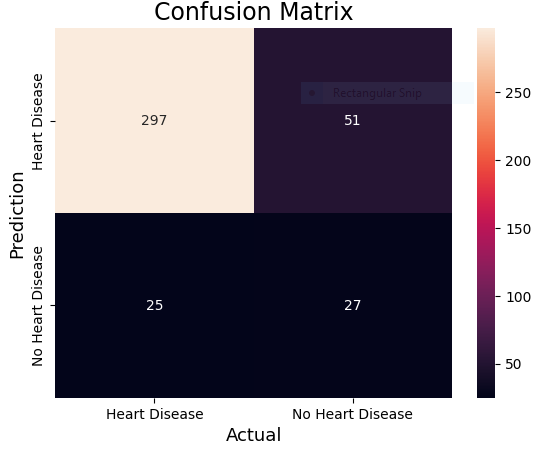 Confusion Matrix
Prediction
Heart Disease
No Heart Disease
297
51
25
27
Rectangular Snip
Heart Disease
No Heart Disease
Actual
250
200
150
100
50